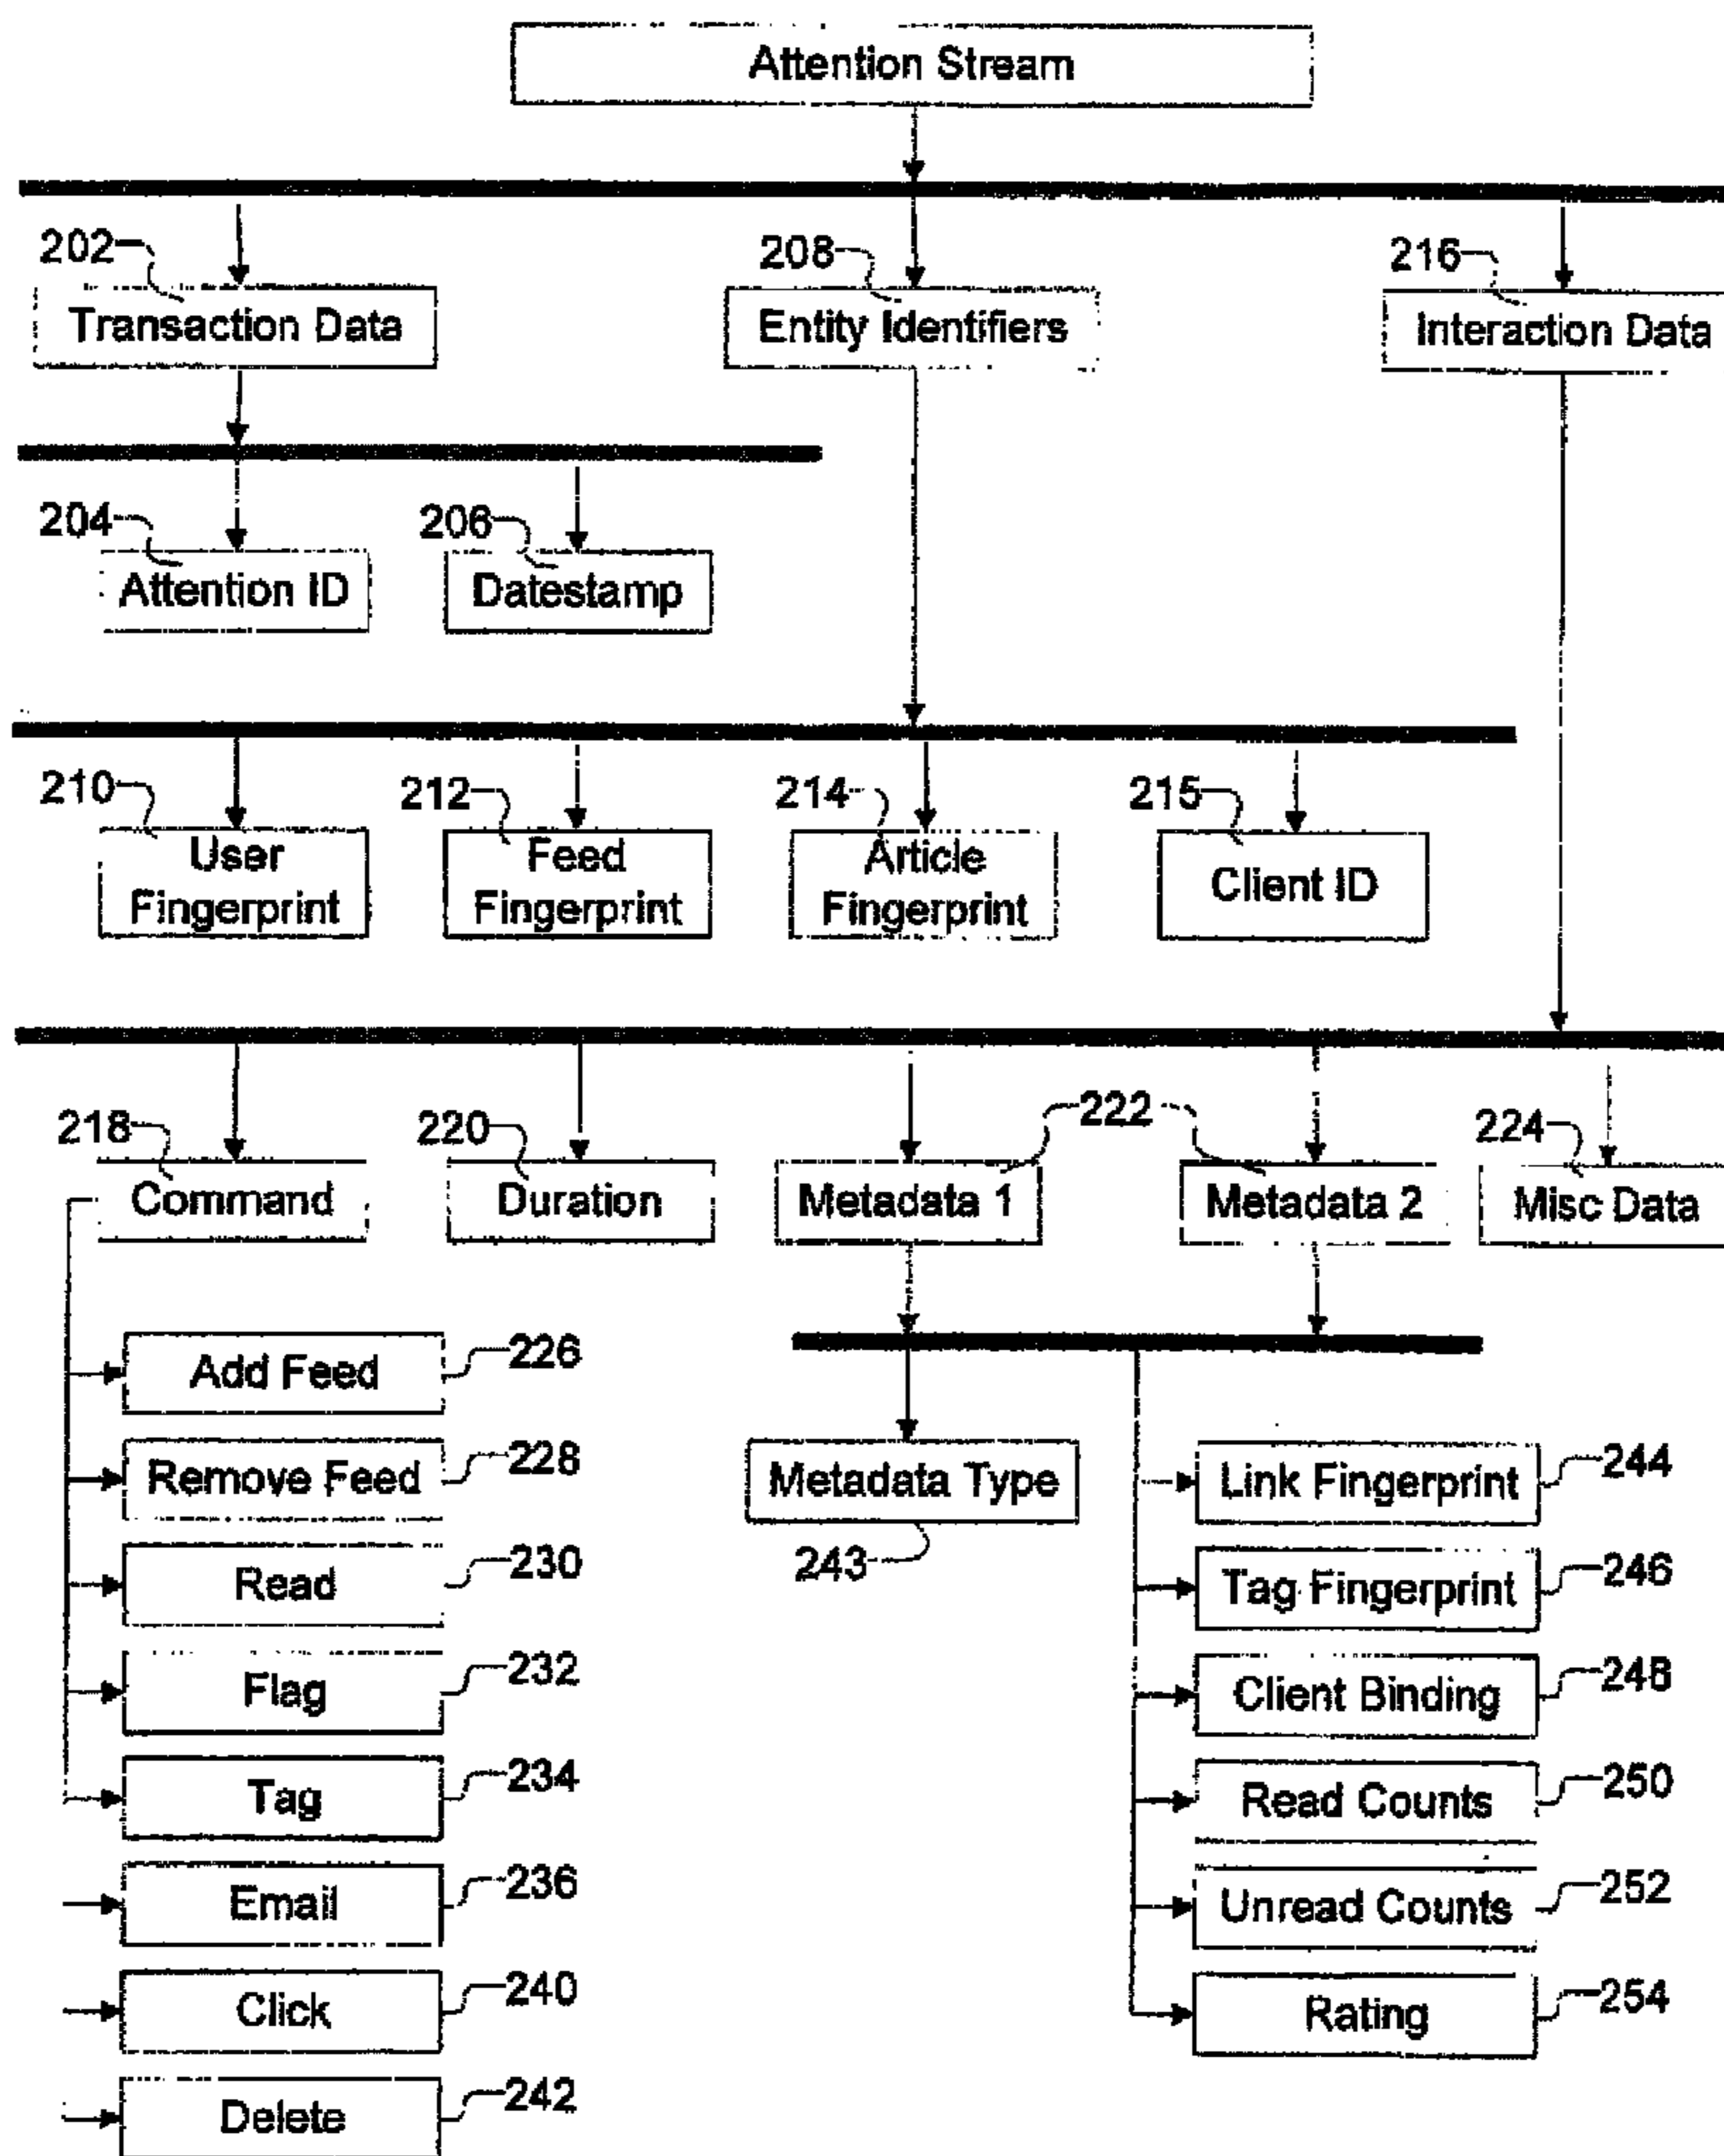 Attention Stream
202
208
216
Transaction Data
Entity Identifiers
Interaction Data
204
206
Attention ID
Datestamp
210
212
214
215
User
Fingerprint
Feed
Fingerprint
Article
Fingerprint
Client ID
218
220
222
224
Command
Duration
Metadata 1
Metadata 2
Misc Data
Add Feed
226
Remove Feed
228
Read
230
Flag
232
Tag
234
Email
236
Click
240
Delete
242
Metadata Type
243
Link Fingerprint
244
Tag Fingerprint
246
Client Binding
248
Read Counts
250
Unread Counts
252
Rating
254